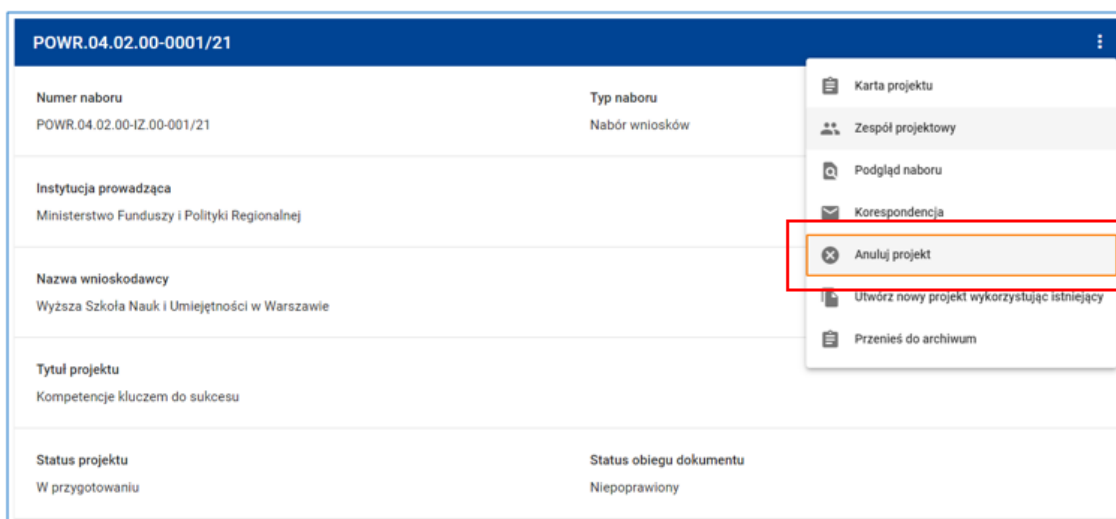 POWR.04.02.00-0001/21
Numer naboru
POWR.04.02.00-IZ.00-001/21
Typ naboru
Nabór wniosków
Instytucja prowadząca
Ministerstwo Funduszy i Polityki Regionalnej
Nazwa wnioskodawcy
Wyższa Szkoła Nauk i Umiejętności w Warszawie
Tytuł projektu
Kompetencje kluczem do sukcesu
Status projektu
W przygotowaniu
Status obiegu dokumentu
Niepoprawiony
Karta projektu
Zespół projektowy
Podgląd naboru
Korespondencja
Anuluj projekt
Utwórz nowy projekt wykorzystując istniejący
Przenieś do archiwum